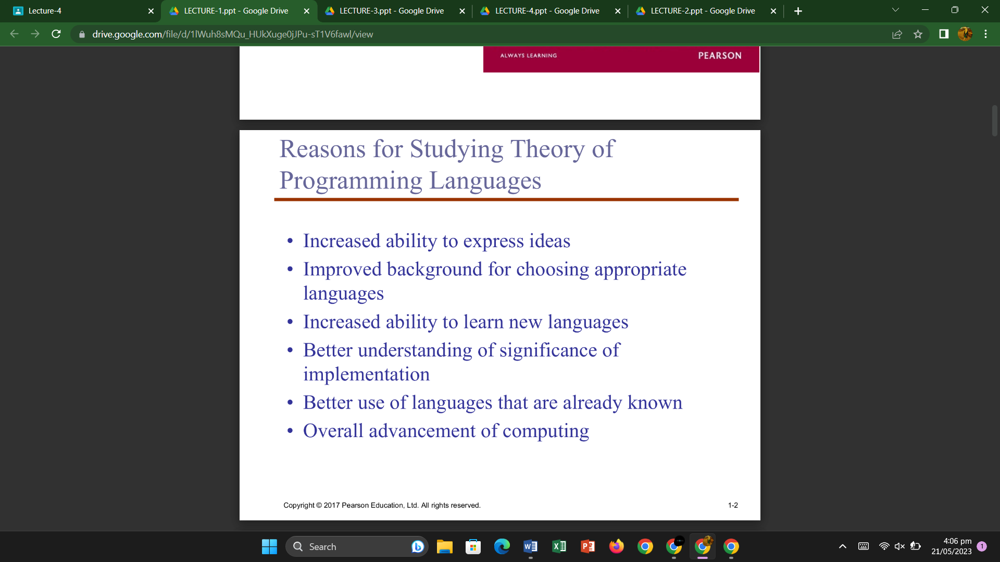 Lecture-4
LECTURE-1.ppt - Google Drive
LECTURE-3.ppt - Google Drive
LECTURE-4.ppt - Google Drive
LECTURE-2.ppt - Google Drive
drive.google.com/file/d/1lWuh8sMQu_HUkXuge0jJPu-sT1V6fawl/view
ALWAYS LEARNING
PEARSON
Reasons for Studying Theory of
Programming Languages
• Increased ability to express ideas
• Improved background for choosing appropriate
languages
• Increased ability to learn new languages
• Better understanding of significance of
implementation
• Better use of languages that are already known
• Overall advancement of computing
Copyright © 2017 Pearson Education, Ltd. All rights reserved.
1-2
Search
4:06 pm
21/05/2023
1